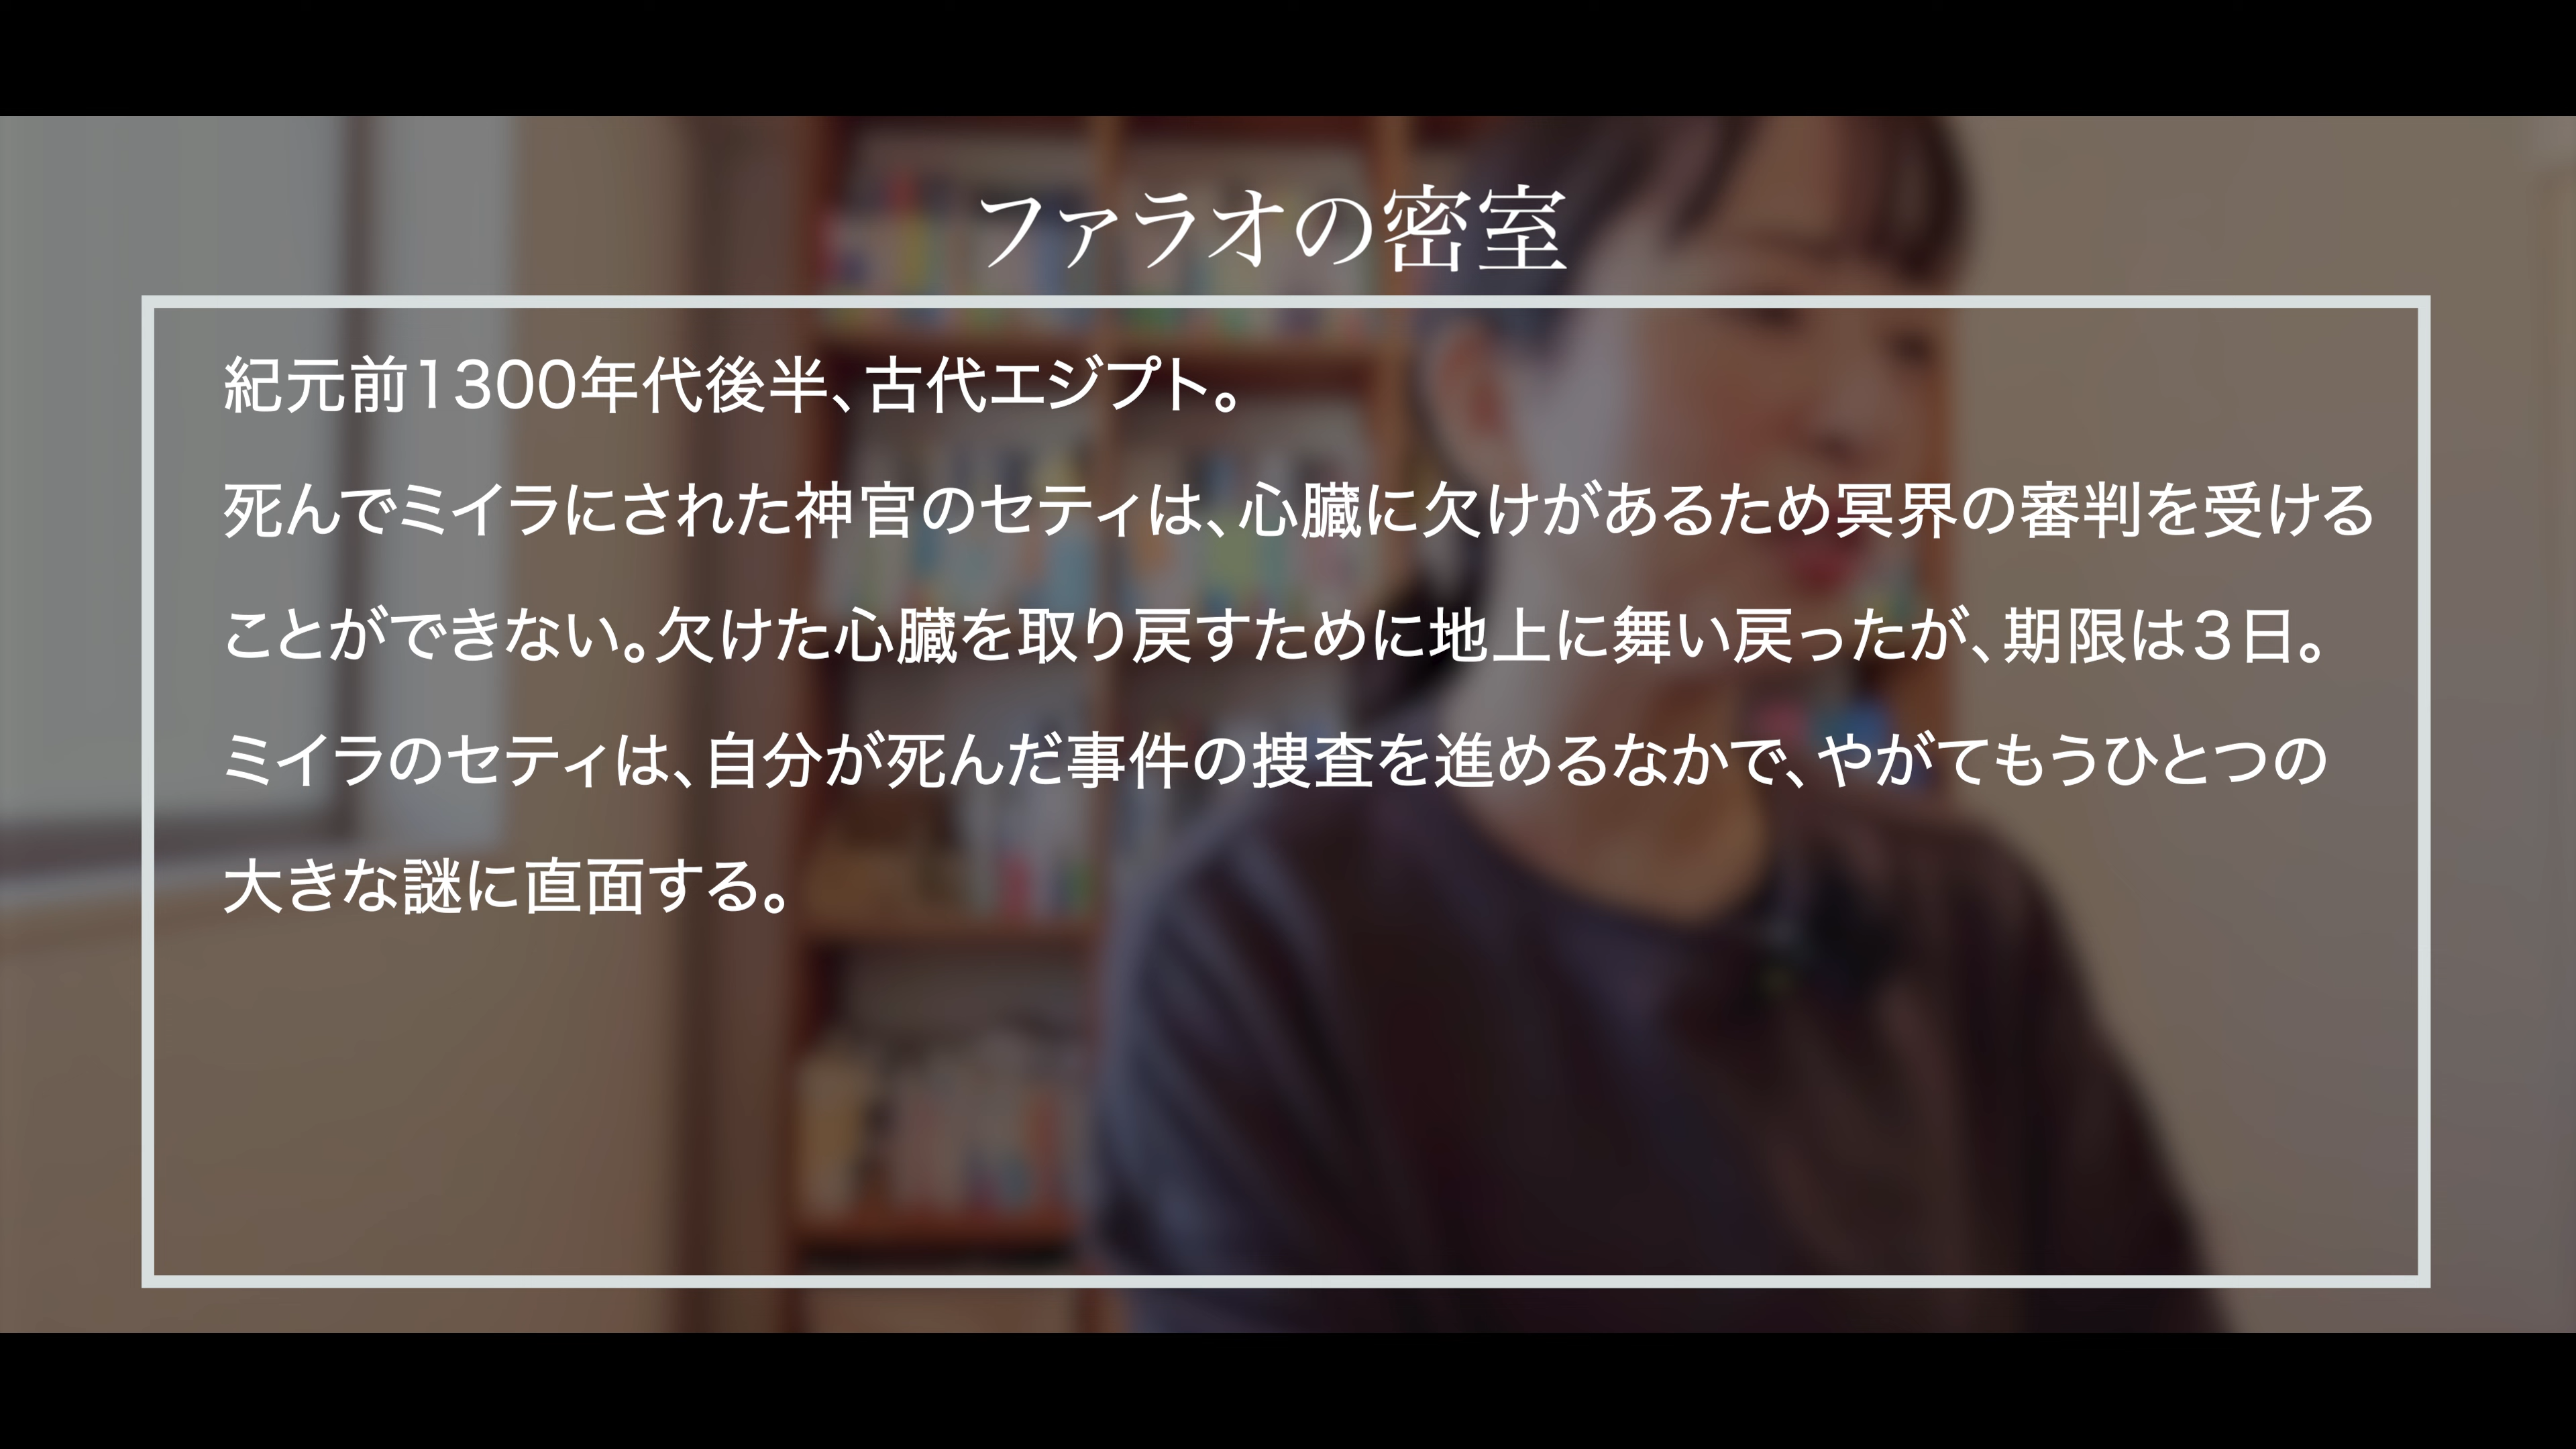 ファラオの密室
紀元前1300年代後半、古代エジプト。
死んでミイラにされた神官のセティは、心臓に欠けがあるため冥界の審判を受ける
ことができない。欠けた心臓を取り戻すために地上に舞い戻ったが、期限は3日。
ミイラのセティは、自分が死んだ事件の捜査を進めるなかで、やがてもうひとつの
大きな謎に直面する。